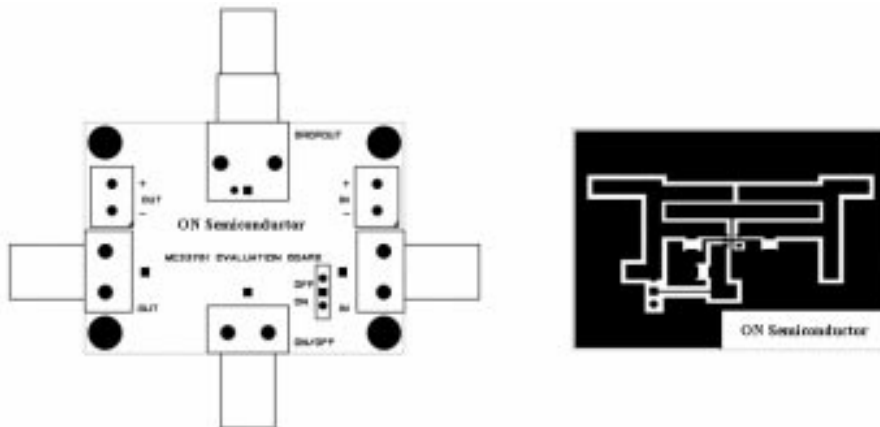 DROPOUT
+
OUT
−
+
IN
−
ON Semiconductor
MC33761 EVALUATION BOARD
OFF
ON
OUT
IN
ON/OFF
ON Semiconductor